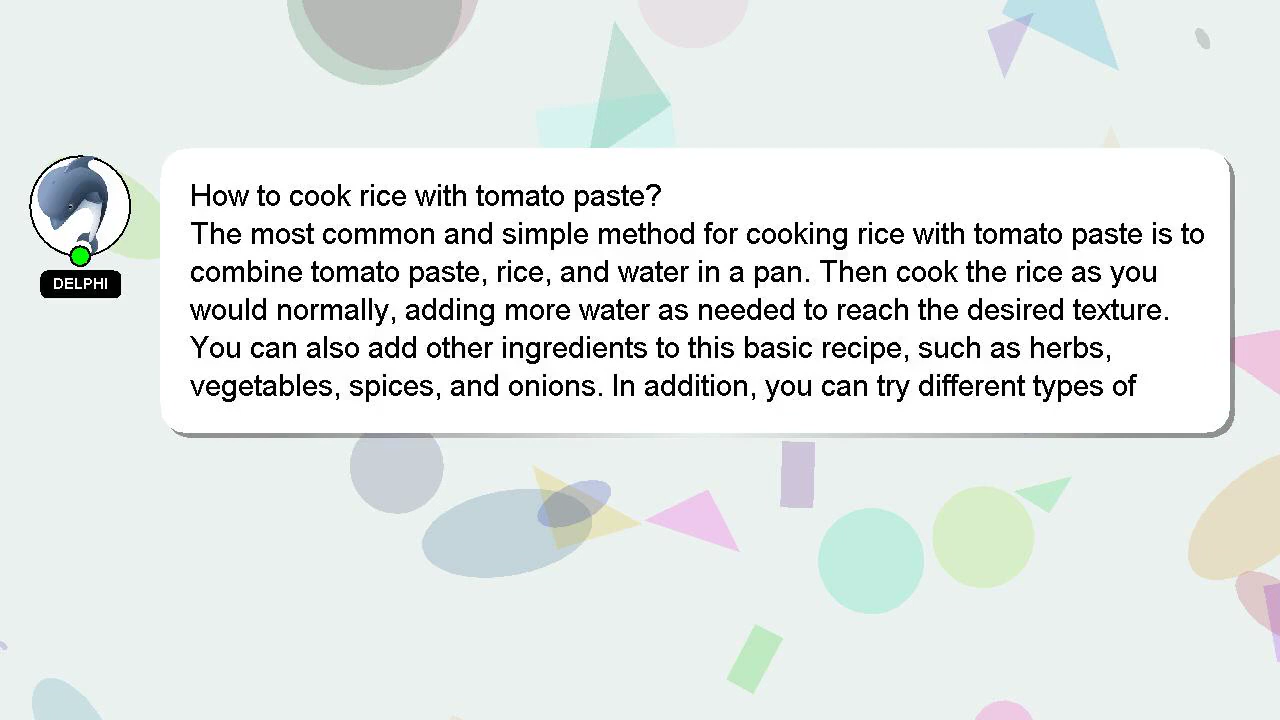 How to cook rice with tomato paste?
The most common and simple method for cooking rice with tomato paste is to
combine tomato paste, rice, and water in a pan. Then cook the rice as you
would normally, adding more water as needed to reach the desired texture.
You can also add other ingredients to this basic recipe, such as herbs,
vegetables, spices, and onions. In addition, you can try different types of
DELPHI